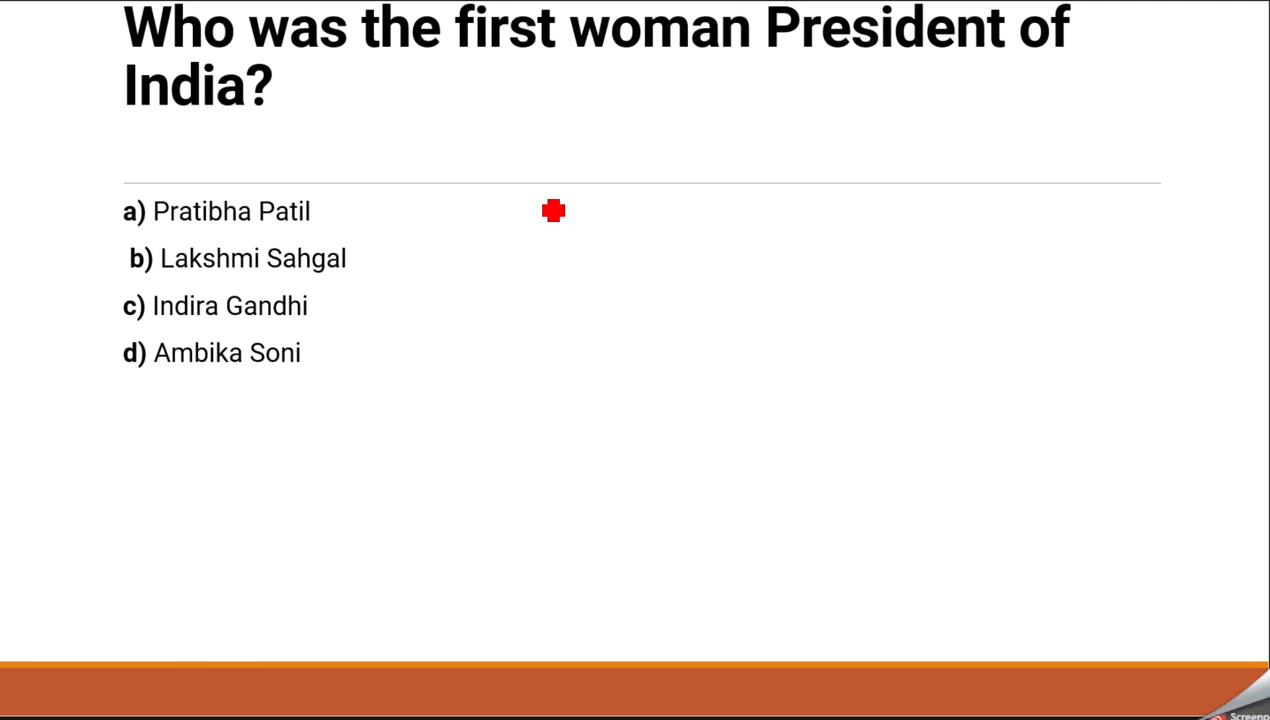 Who was the first woman President of
India?
a) Pratibha Patil
b) Lakshmi Sahgal
c) Indira Gandhi
d) Ambika Soni